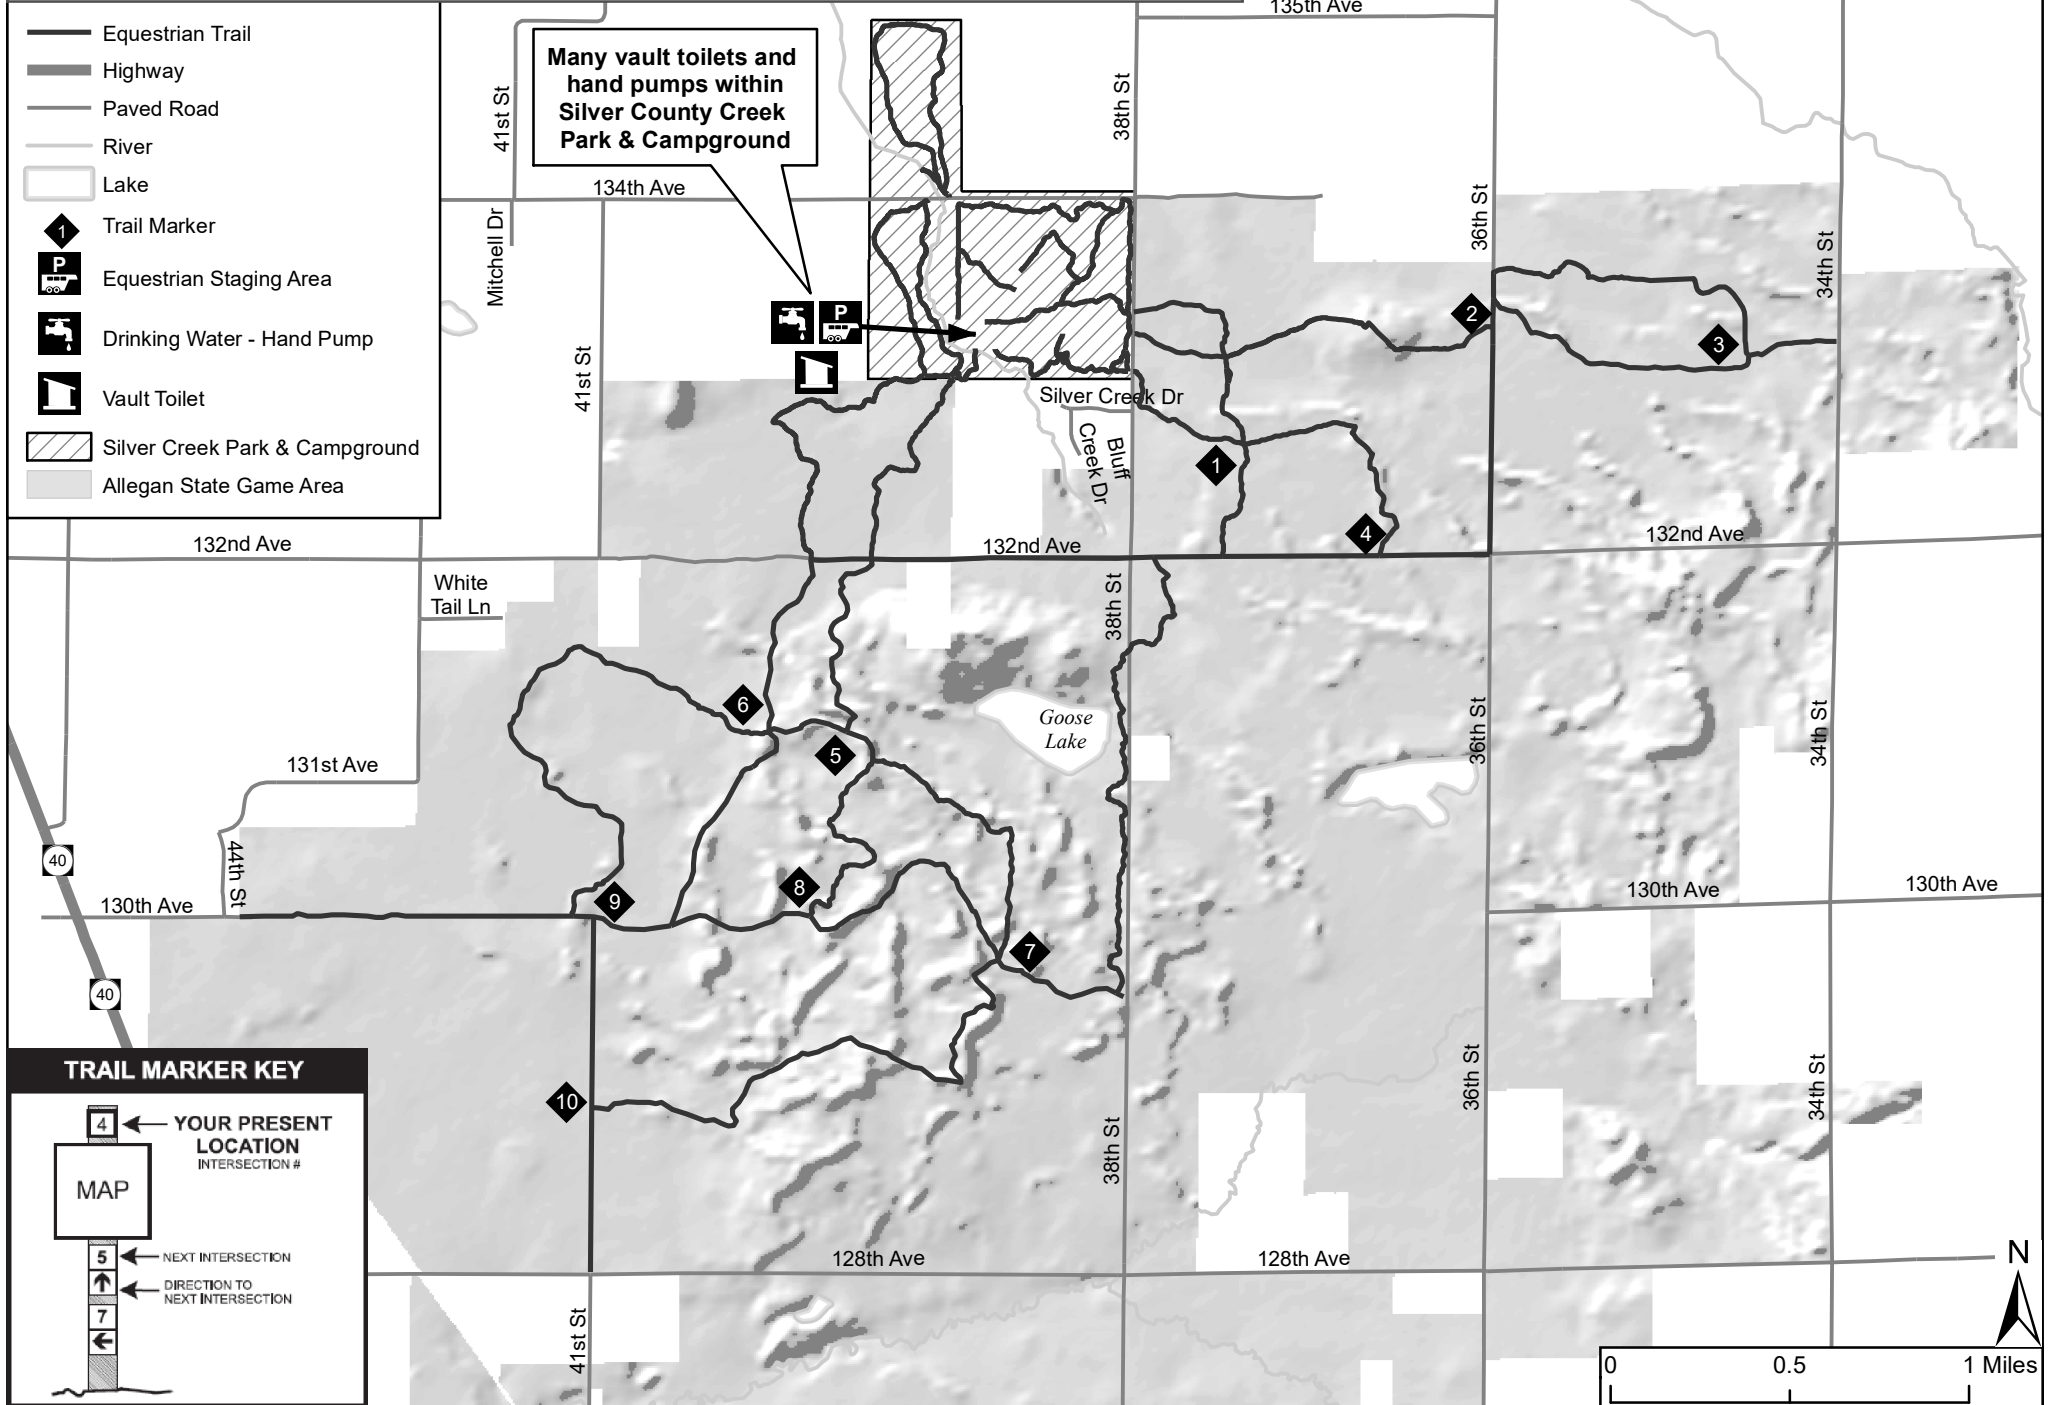 Equestrian Trail
Highway
Paved Road
River
Lake
1
Trail Marker
P
Equestrian Staging Area
Drinking Water - Hand Pump
Vault Toilet
Silver Creek Park & Campground
Allegan State Game Area
Many vault toilets and
hand pumps within
Silver County Creek
Park & Campground
135th Ave
41st St
38th St
134th Ave
Mitchell Dr
36th St
34th St
P
2
3
41st St
Silver Creek Dr
Bluff
Creek Dr
1
4
132nd Ave
132nd Ave
132nd Ave
White
Tail Ln
38th St
6
5
Goose
Lake
36th St
34th St
131st Ave
40
44th St
8
9
130th Ave
130th Ave
130th Ave
7
40
10
38th St
36th St
34th St
128th Ave
128th Ave
41st St
TRAIL MARKER KEY
4
YOUR PRESENT
LOCATION
INTERSECTION #
MAP
5
NEXT INTERSECTION
DIRECTION TO
NEXT INTERSECTION
7
N
0 0.5 1 Miles